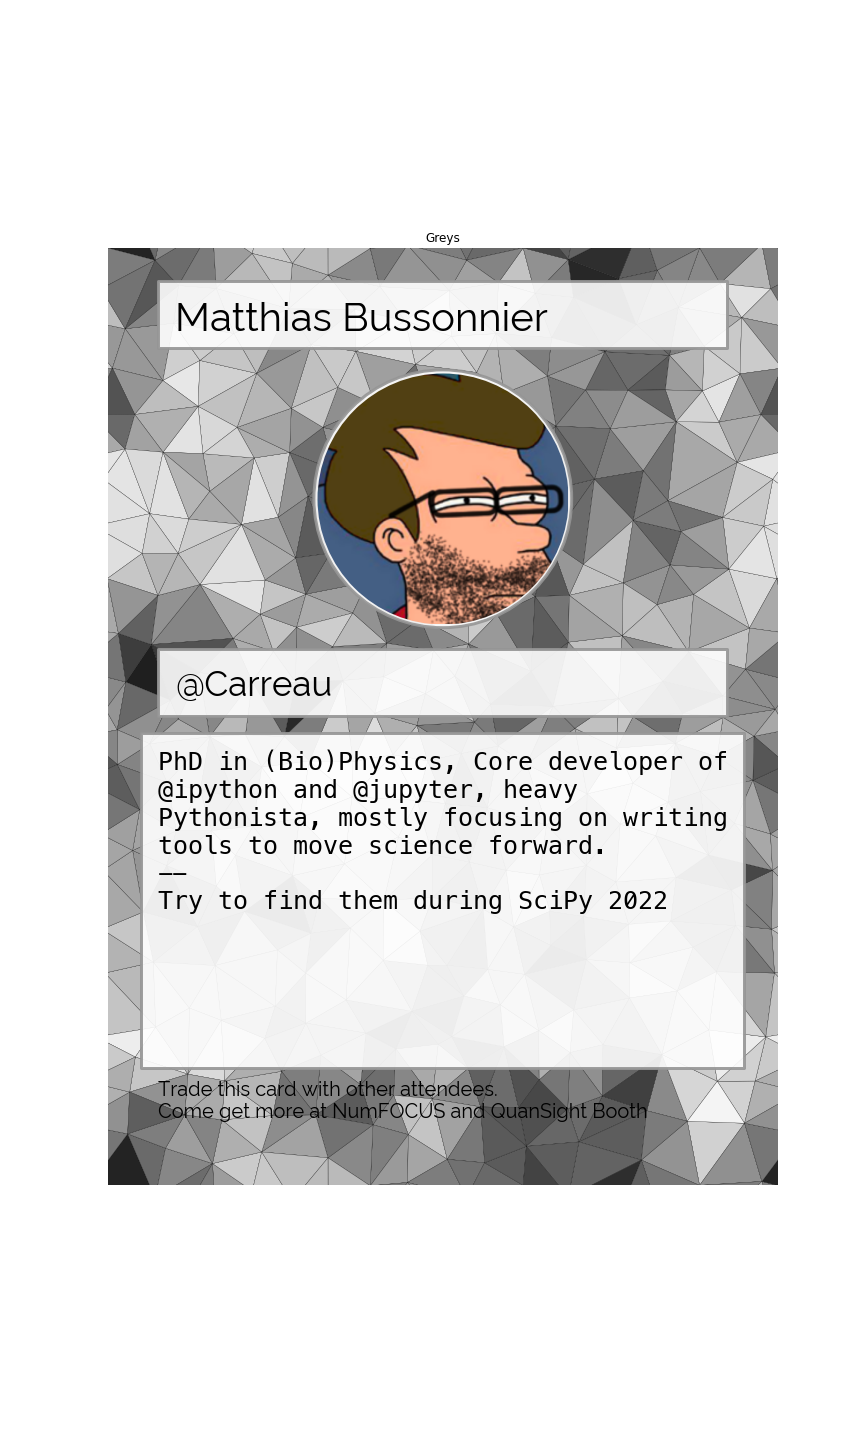 Greys
Matthias Bussonnier
@Carreau
PhD in (Bio)Physics, Core developer of
@ipython and @jupyter, heavy
Pythonista, mostly focusing on writing
tools to move science forward.
——
Try to find them during SciPy 2022
Trade this card with other attendees.
Come get more at NumFOCUS and QuanSight Booth